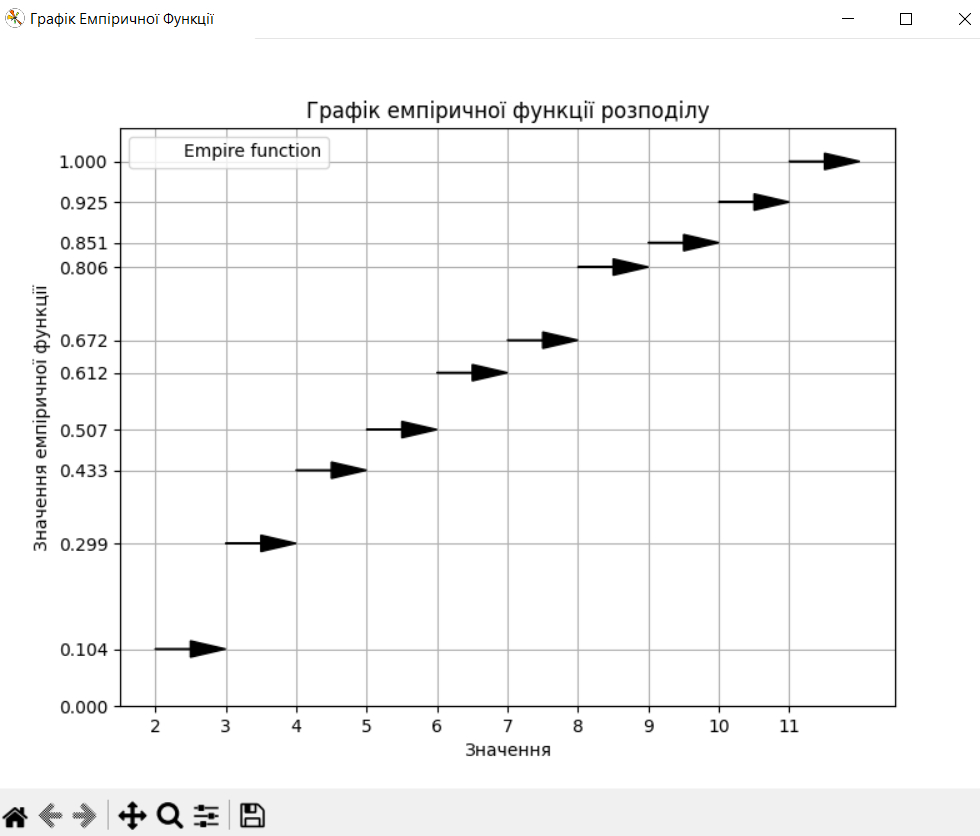 Графік Емпіричної Функції
Графік емпіричної функції розподілу
Empire function
1.000
0.925
0.851
0.806
0.672
0.612
0.507
0.433
0.299
0.104
0.000
Значення емпіричної функції
2 3 4 5 6 7 8 9 10 11
Значення